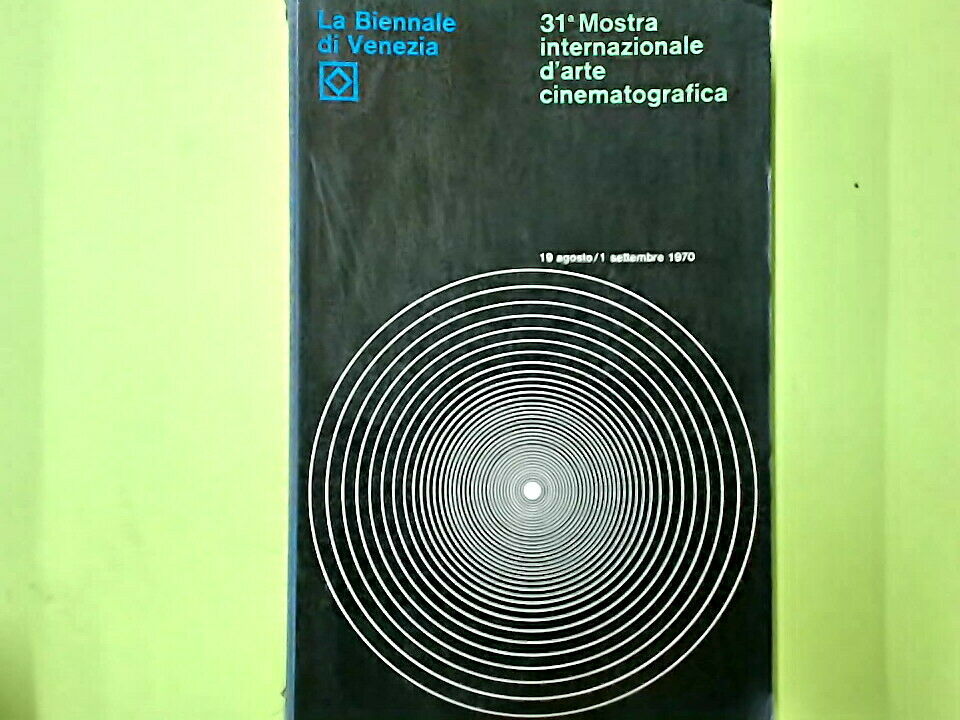 La Biennale
di Venezia
31ª Mostra
internazionale
d'arte
cinematografica
19 agosto/1 settembre 1970